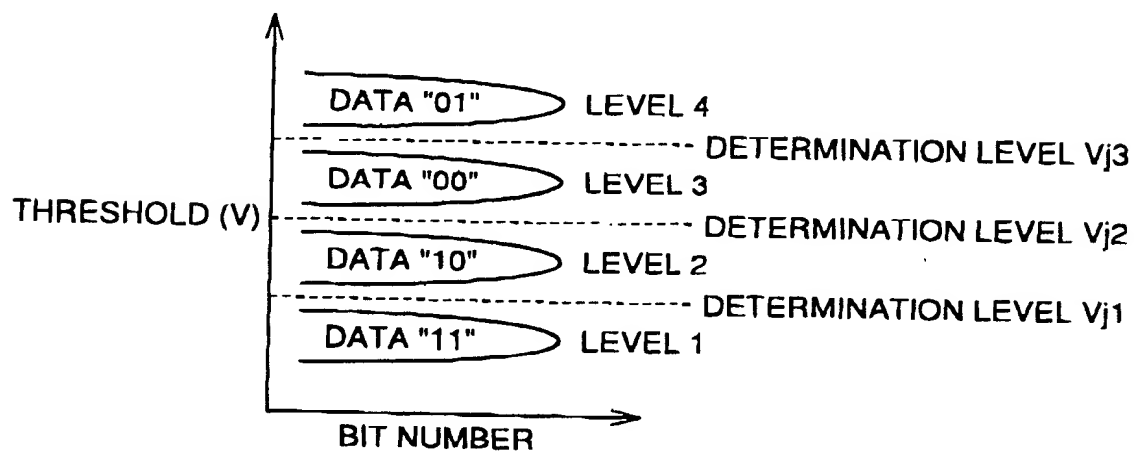 DATA "01" LEVEL 4
DETERMINATION LEVEL Vj3
DATA "00" LEVEL 3
THRESHOLD (V)
DETERMINATION LEVEL Vj2
DATA "10" LEVEL 2
DETERMINATION LEVEL Vj1
DATA "11" LEVEL 1
BIT NUMBER